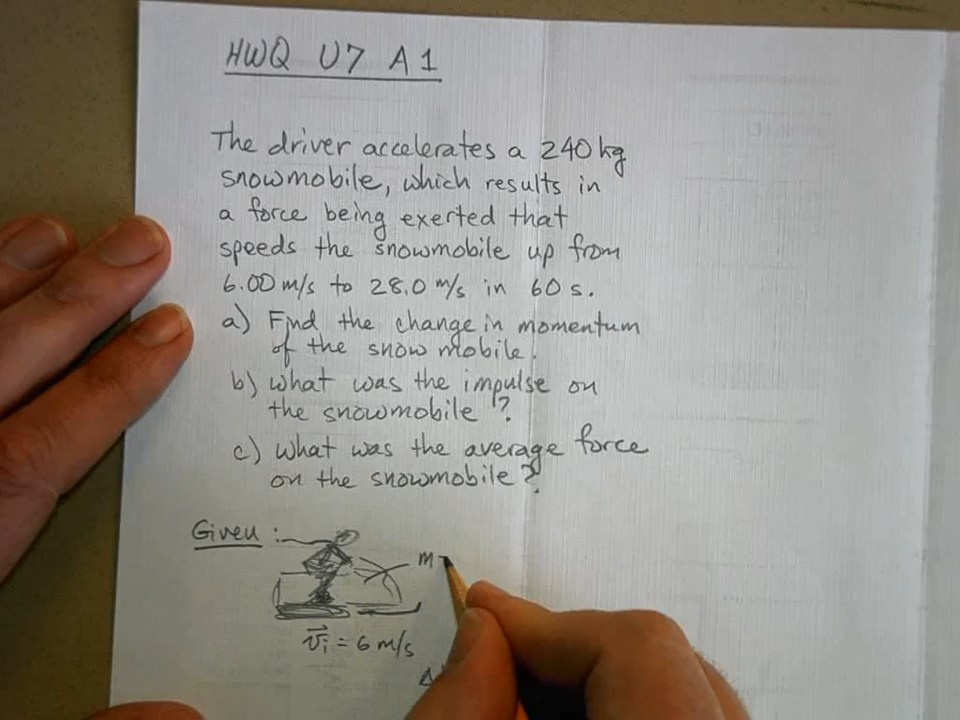 HWQ U7 A1
The driver accelerates a 240 kg
snowmobile, which results in
a force being exerted that
speeds the snowmobile up from
6.00 m/s to 28.0 m/s in 60 s.
a) Find the change in momentum
of the snow mobile.
b) What was the impulse on
the snowmobile?
c) What was the average force
on the snowmobile?
Given :
m
v⃗i = 6 m/s
Δ